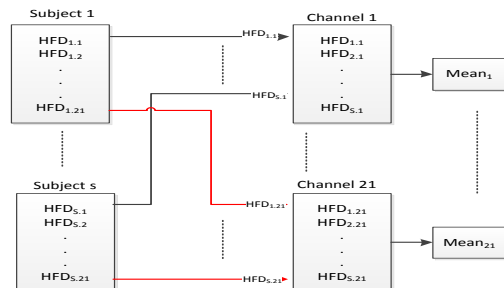 Subject 1
HFD1.1
HFD1.2
.
.
.
HFD1.21
Subject s
HFDS.1
HFDS.2
.
.
.
HFDS.21
HFD1.1
HFDS.1
HFD1.21
HFDS.21
Channel 1
HFD1.1
HFD2.1
.
.
.
HFDS.1
Channel 21
HFD1.21
HFD2.21
.
.
.
HFDS.21
Mean1
Mean21